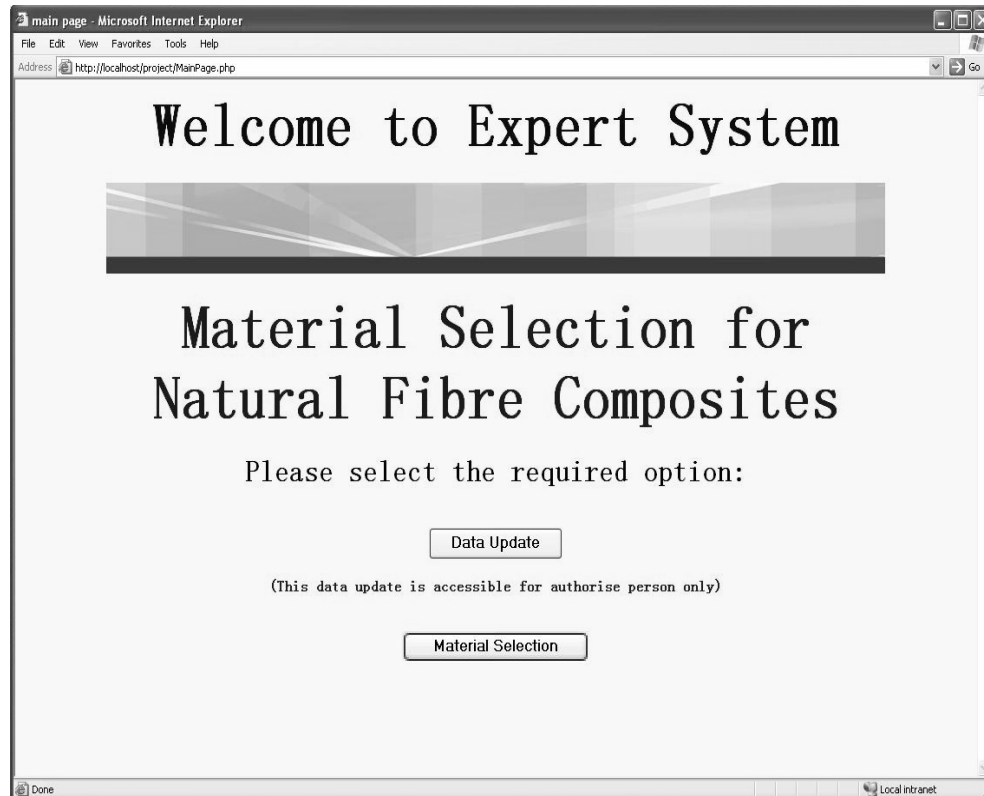 main page - Microsoft Internet Explorer
File Edit View Favorites Tools Help
Address http://localhost/project/MainPage.php Go
Welcome to Expert System
Material Selection for
Natural Fibre Composites
Please select the required option:
Data Update
(This data update is accessible for authorise person only)
Material Selection
Done Local intranet